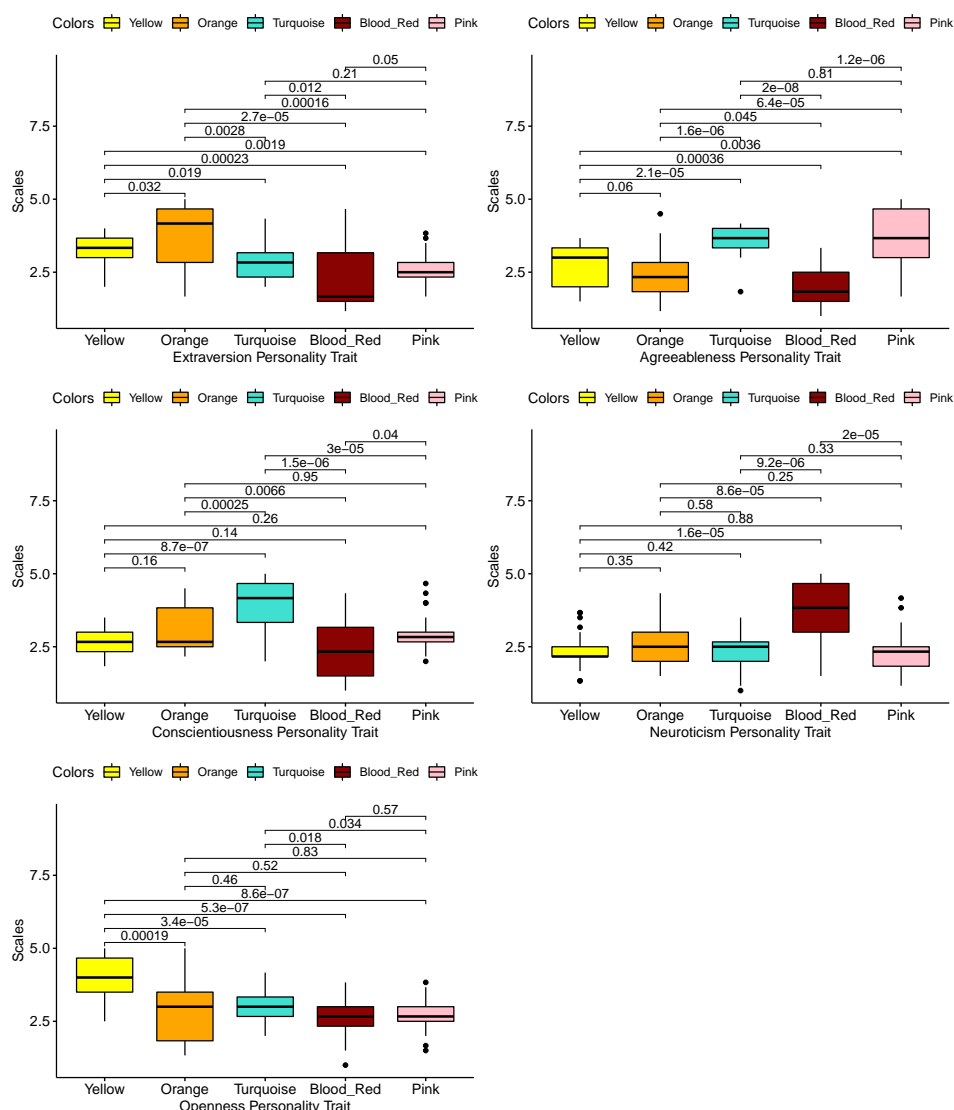 Colors Yellow Orange Turquoise Blood_Red Pink
0.05
0.21
0.012
0.00016
2.7e−05
0.0028
0.0019
0.00023
0.019
0.032
7.5
5.0
2.5
Scales
Yellow Orange Turquoise Blood_Red Pink
Extraversion Personality Trait
Colors Yellow Orange Turquoise Blood_Red Pink
1.2e−06
0.81
2e−08
6.4e−05
0.045
1.6e−06
0.0036
0.00036
2.1e−05
0.06
7.5
5.0
2.5
Scales
Yellow Orange Turquoise Blood_Red Pink
Agreeableness Personality Trait
Colors Yellow Orange Turquoise Blood_Red Pink
0.04
3e−05
1.5e−06
0.95
0.0066
0.00025
0.26
0.14
8.7e−07
0.16
7.5
5.0
2.5
Scales
Yellow Orange Turquoise Blood_Red Pink
Conscientiousness Personality Trait
Colors Yellow Orange Turquoise Blood_Red Pink
2e−05
0.33
9.2e−06
0.25
8.6e−05
0.58
0.88
1.6e−05
0.42
0.35
7.5
5.0
2.5
Scales
Yellow Orange Turquoise Blood_Red Pink
Neuroticism Personality Trait
Colors Yellow Orange Turquoise Blood_Red Pink
0.57
0.034
0.018
0.83
0.52
0.46
8.6e−07
5.3e−07
3.4e−05
0.00019
7.5
5.0
2.5
Scales
Yellow Orange Turquoise Blood_Red Pink
Openness Personality Trait